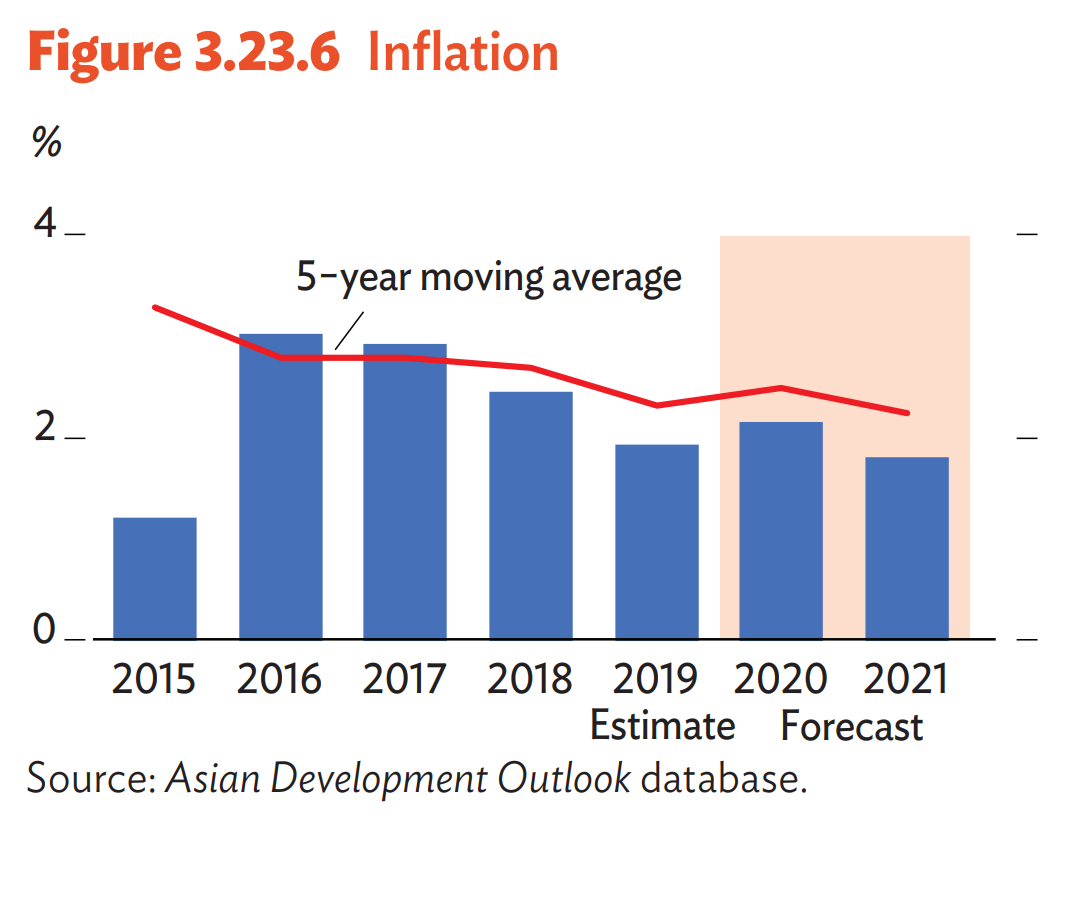 Figure 3.23.6 Inflation
%
4
5-year moving average
2
0
2015 2016 2017 2018 2019 2020 2021
Estimate Forecast
Source: Asian Development Outlook database.